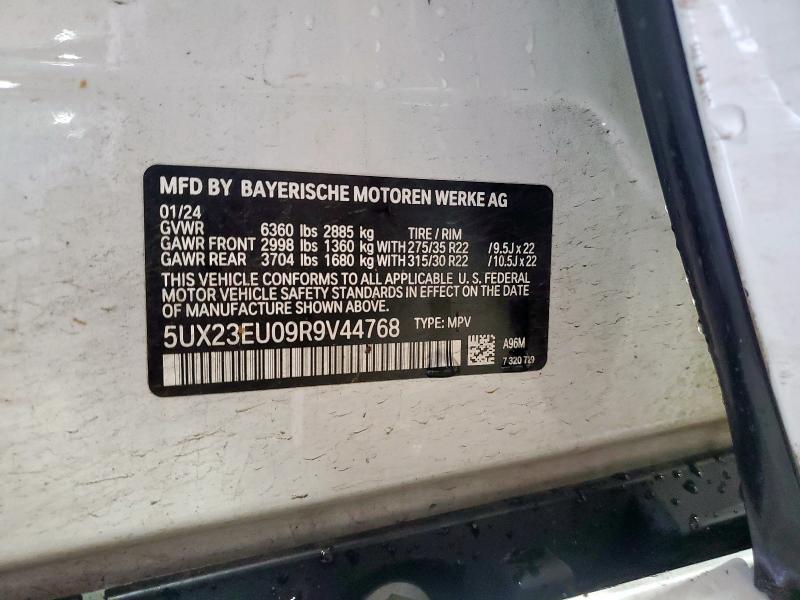 MFD BY BAYERISCHE MOTOREN WERKE AG
01/24
GVWR 6360 lbs 2885 kg TIRE / RIM
GAWR FRONT 2998 lbs 1360 kg WITH 275/35 R22 / 9.5J x 22
GAWR REAR 3704 lbs 1680 kg WITH 315/30 R22 / 10.5J x 22
THIS VEHICLE CONFORMS TO ALL APPLICABLE U.S. FEDERAL
MOTOR VEHICLE SAFETY STANDARDS IN EFFECT ON THE DATE
OF MANUFACTURE SHOWN ABOVE.
5UX23EU09R9V44768 TYPE: MPV
A96M